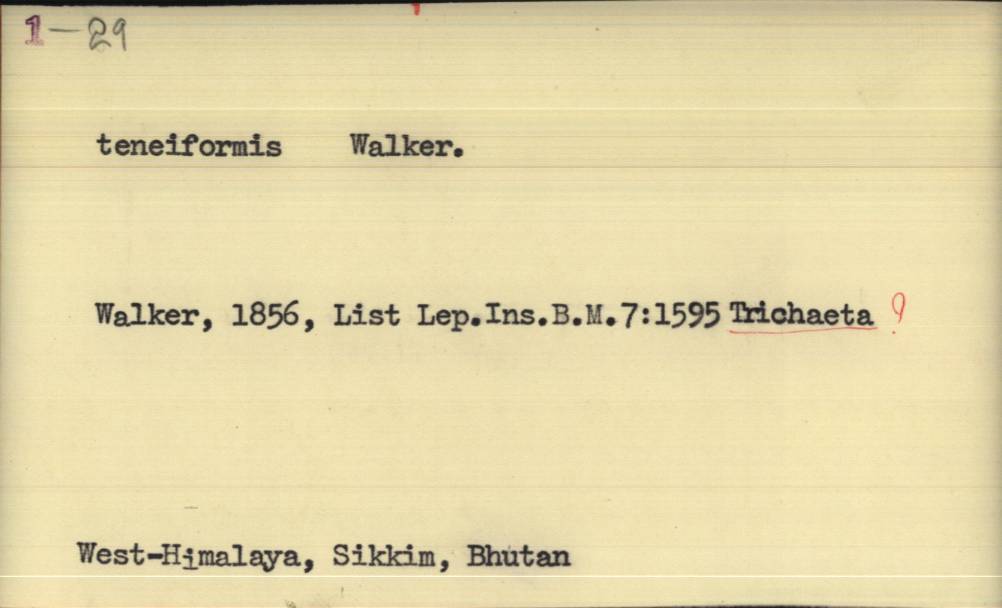 1-29
teneiformis Walker.
Walker, 1856, List Lep.Ins.B.M.7:1595 Trichaeta ?
West-Himalaya, Sikkim, Bhutan